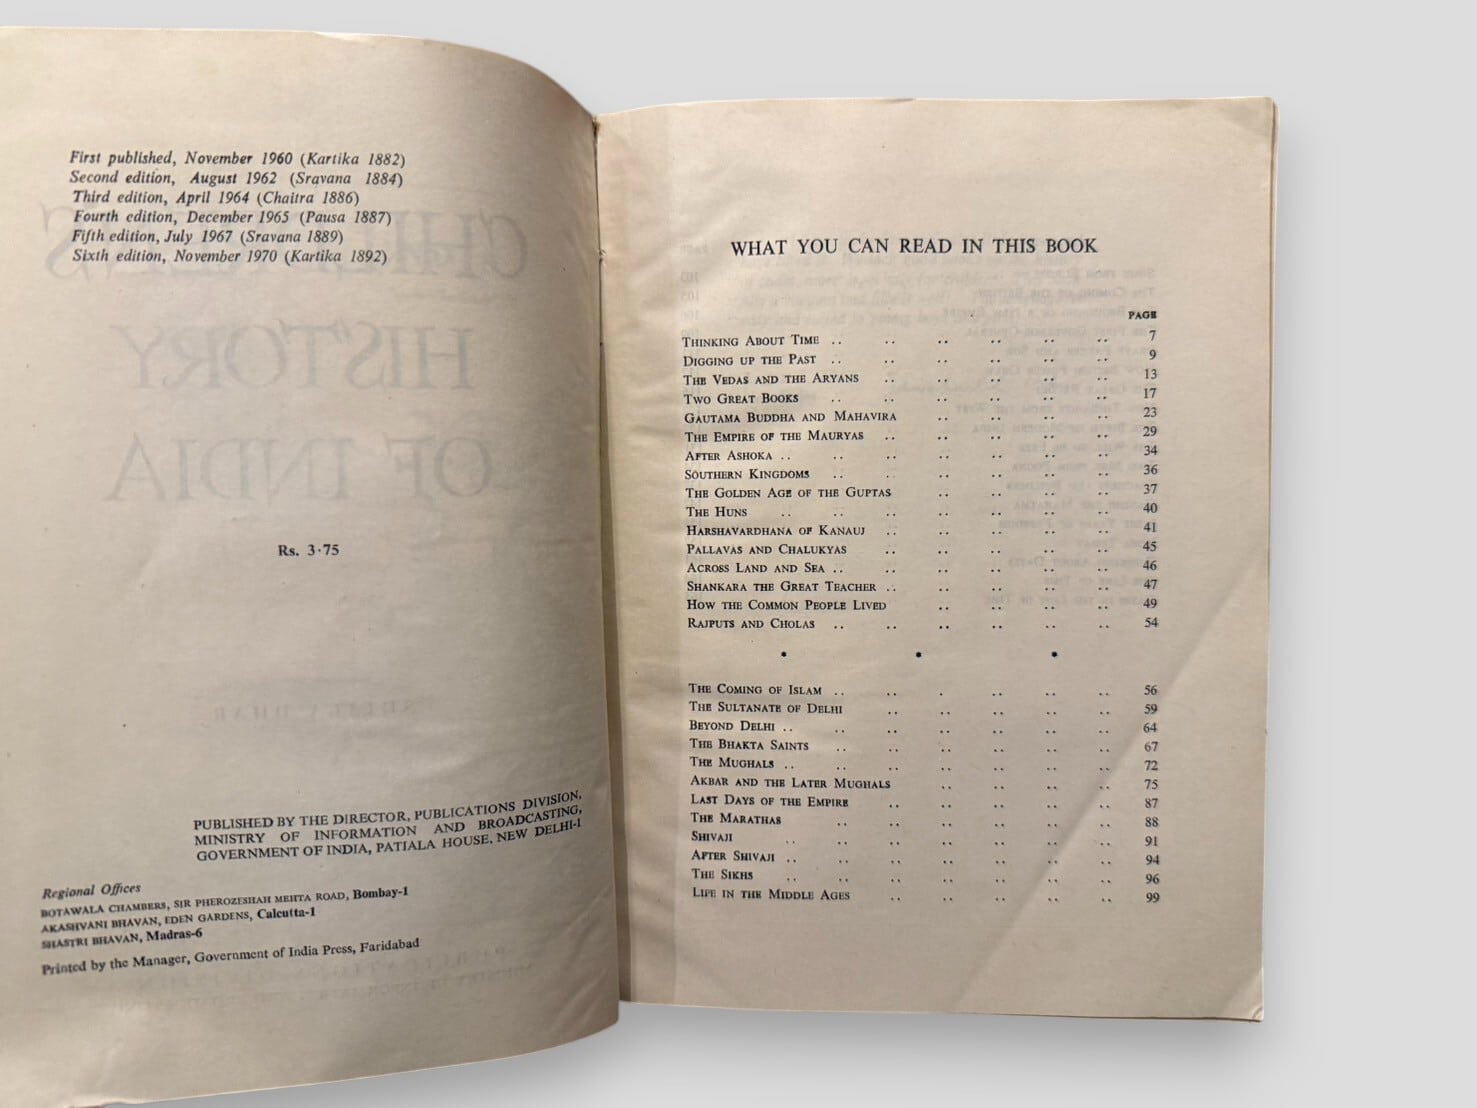 First published, November 1960 (Kartika 1882)
Second edition, August 1962 (Sravana 1884)
Third edition, April 1964 (Chaitra 1886)
Fourth edition, December 1965 (Pausa 1887)
Fifth edition, July 1967 (Sravana 1889)
Sixth edition, November 1970 (Kartika 1892)
Rs. 3·75
PUBLISHED BY THE DIRECTOR, PUBLICATIONS DIVISION,
MINISTRY OF INFORMATION AND BROADCASTING,
GOVERNMENT OF INDIA, PATIALA HOUSE, NEW DELHI-1
Regional Offices
BOTAWALA CHAMBERS, SIR PHEROZESHAH MEHTA ROAD, Bombay-1
AKASHVANI BHAVAN, EDEN GARDENS, Calcutta-1
SHASTRI BHAVAN, Madras-6
Printed by the Manager, Government of India Press, Faridabad
WHAT YOU CAN READ IN THIS BOOK
PAGE
THINKING ABOUT TIME .. .. .. .. .. .. 7
DIGGING UP THE PAST .. .. .. .. .. .. 9
THE VEDAS AND THE ARYANS .. .. .. .. .. 13
TWO GREAT BOOKS .. .. .. .. .. .. 17
GAUTAMA BUDDHA AND MAHAVIRA .. .. .. .. 23
THE EMPIRE OF THE MAURYAS .. .. .. .. .. 29
AFTER ASHOKA .. .. .. .. .. .. .. 34
SOUTHERN KINGDOMS .. .. .. .. .. .. 36
THE GOLDEN AGE OF THE GUPTAS .. .. .. .. 37
THE HUNS .. .. .. .. .. .. .. 40
HARSHAVARDHANA OF KANAUJ .. .. .. .. .. 41
PALLAVAS AND CHALUKYAS .. .. .. .. .. 45
ACROSS LAND AND SEA .. .. .. .. .. .. 46
SHANKARA THE GREAT TEACHER .. .. .. .. .. 47
HOW THE COMMON PEOPLE LIVED .. .. .. .. 49
RAJPUTS AND CHOLAS .. .. .. .. .. .. 54
* * *
THE COMING OF ISLAM .. .. . .. .. .. 56
THE SULTANATE OF DELHI .. .. .. .. .. 59
BEYOND DELHI .. .. .. .. .. .. .. 64
THE BHAKTA SAINTS .. .. .. .. .. .. 67
THE MUGHALS .. .. .. .. .. .. .. 72
AKBAR AND THE LATER MUGHALS .. .. .. .. 75
LAST DAYS OF THE EMPIRE .. .. .. .. .. 87
THE MARATHAS .. .. .. .. .. .. 88
SHIVAJI .. .. .. .. .. .. .. 91
AFTER SHIVAJI .. .. .. .. .. .. .. 94
THE SIKHS .. .. .. .. .. .. .. 96
LIFE IN THE MIDDLE AGES .. .. .. .. .. 99